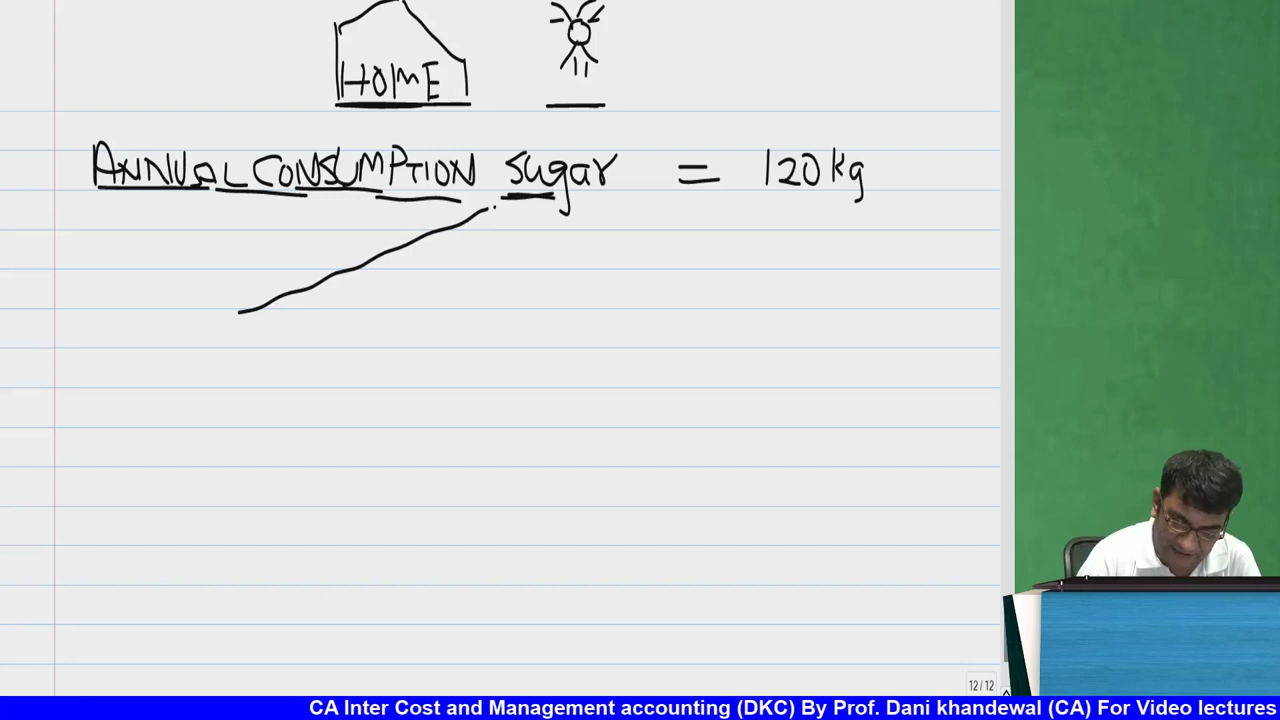 HOME
ANNUAL CONSUMPTION sugar = 120 kg
12/12
CA Inter Cost and Management accounting (DKC) By Prof. Dani khandewal (CA) For Video lectures